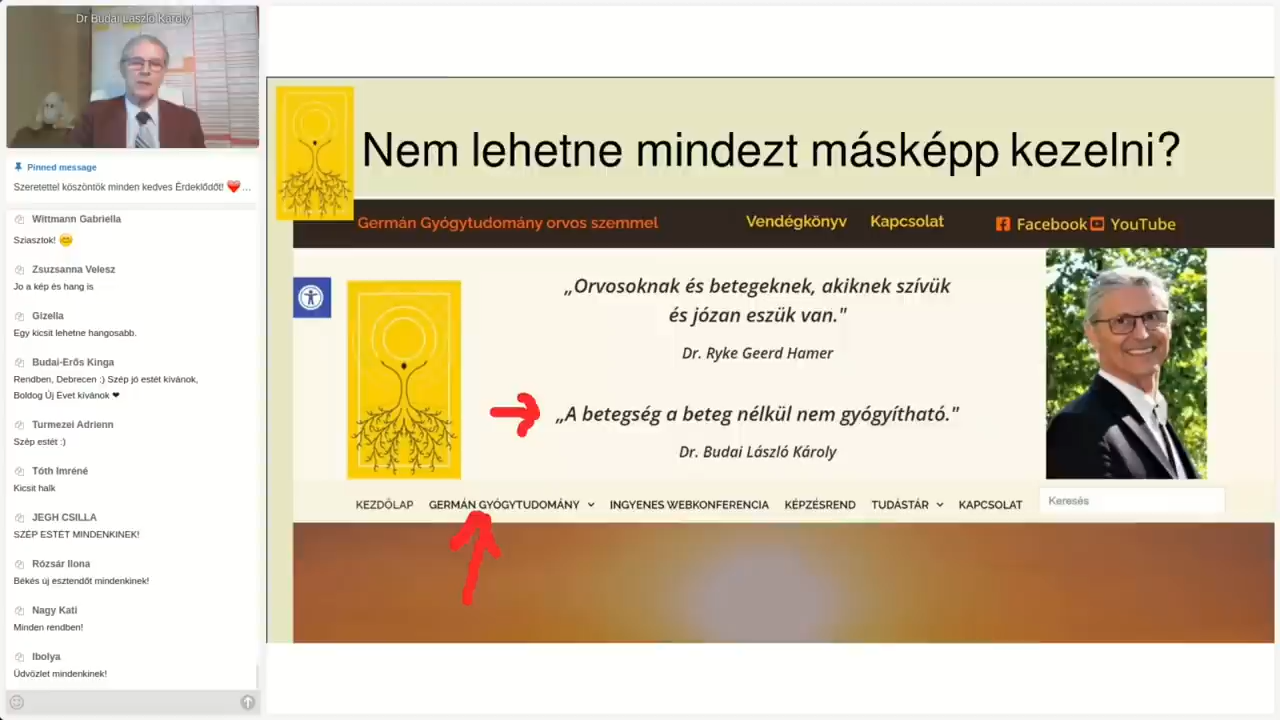 Dr Budai László Károly
Pinned message
Szeretettel köszöntök minden kedves Érdeklődőt! ❤️ ...
Wittmann Gabriella
Sziasztok! 😊
Zsuzsanna Velesz
Jo a kép és hang is
Gizella
Egy kicsit lehetne hangosabb.
Budai-Erős Kinga
Rendben, Debrecen :) Szép jó estét kívánok,
Boldog Új Évet kívánok ❤
Turmezei Adrienn
Szép estét :)
Tóth Imréné
Kicsit halk
JEGH CSILLA
SZÉP ESTÉT MINDENKINEK!
Rózsár Ilona
Békés új esztendőt mindenkinek!
Nagy Kati
Minden rendben!
Ibolya
Üdvözlet mindenkinek!
Nem lehetne mindezt másképp kezelni?
Germán Gyógytudomány orvos szemmel
Vendégkönyv Kapcsolat Facebook YouTube
„Orvosoknak és betegeknek, akiknek szívük
és józan eszük van."
Dr. Ryke Geerd Hamer
„A betegség a beteg nélkül nem gyógyítható."
Dr. Budai László Károly
KEZDŐLAP GERMÁN GYÓGYTUDOMÁNY INGYENES WEBKONFERENCIA KÉPZÉSREND TUDÁSTÁR KAPCSOLAT Keresés